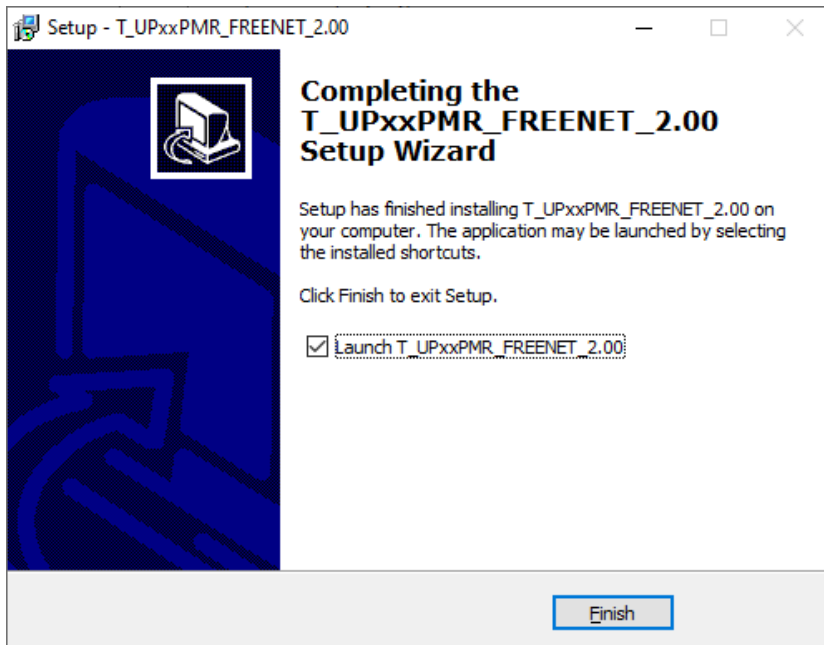 Setup - T_UPxxPMR_FREENET_2.00
Completing the
T_UPxxPMR_FREENET_2.00
Setup Wizard
Setup has finished installing T_UPxxPMR_FREENET_2.00 on
your computer. The application may be launched by selecting
the installed shortcuts.
Click Finish to exit Setup.
Launch T_UPxxPMR_FREENET_2.00
Finish